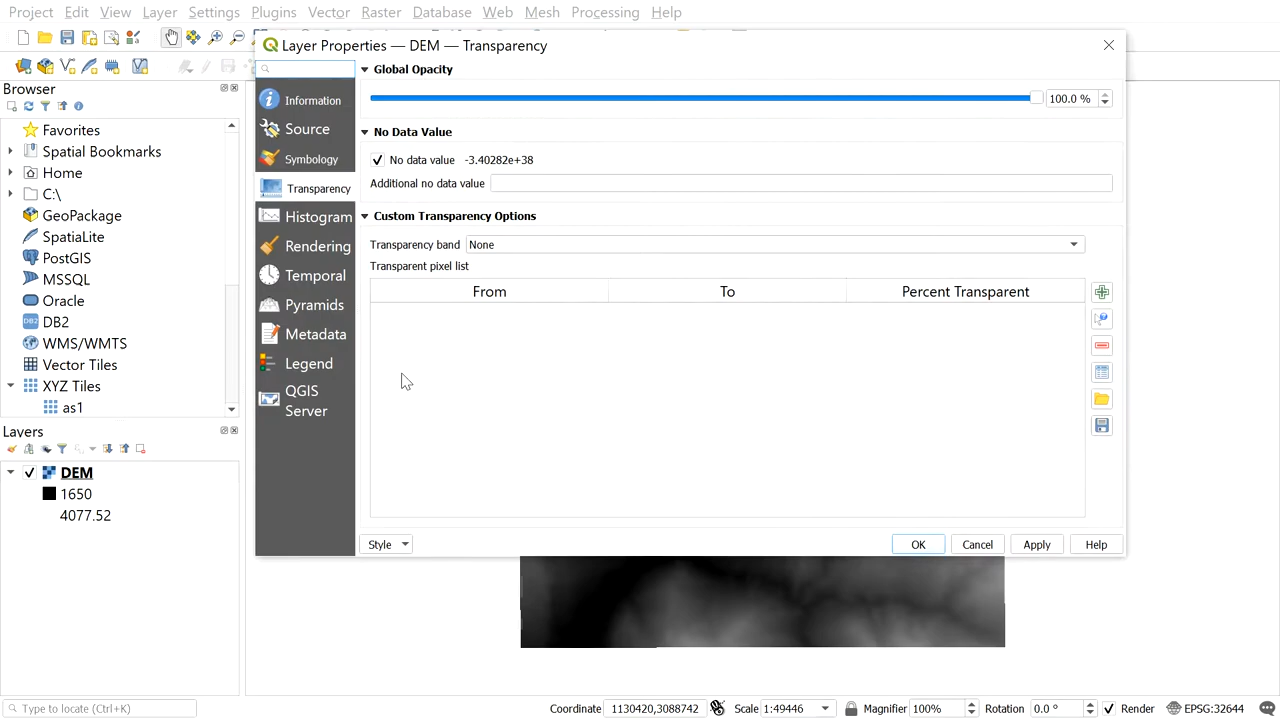 Project Edit View Layer Settings Plugins Vector Raster Database Web Mesh Processing Help
Layer Properties — DEM — Transparency
Browser
Favorites
Spatial Bookmarks
Home
C:\
GeoPackage
SpatiaLite
PostGIS
MSSQL
Oracle
DB2
DB2
WMS/WMTS
Vector Tiles
XYZ Tiles
as1
Layers
DEM
1650
4077.52
Information
Source
Symbology
Transparency
Histogram
Rendering
Temporal
Pyramids
Metadata
Legend
QGIS
Server
Global Opacity
100.0 %
No Data Value
No data value -3.40282e+38
Additional no data value
Custom Transparency Options
Transparency band None
Transparent pixel list
From To Percent Transparent
Style OK Cancel Apply Help
Type to locate (Ctrl+K) Coordinate 1130420,3088742 Scale 1:49446 Magnifier 100% Rotation 0.0 ° Render EPSG:32644